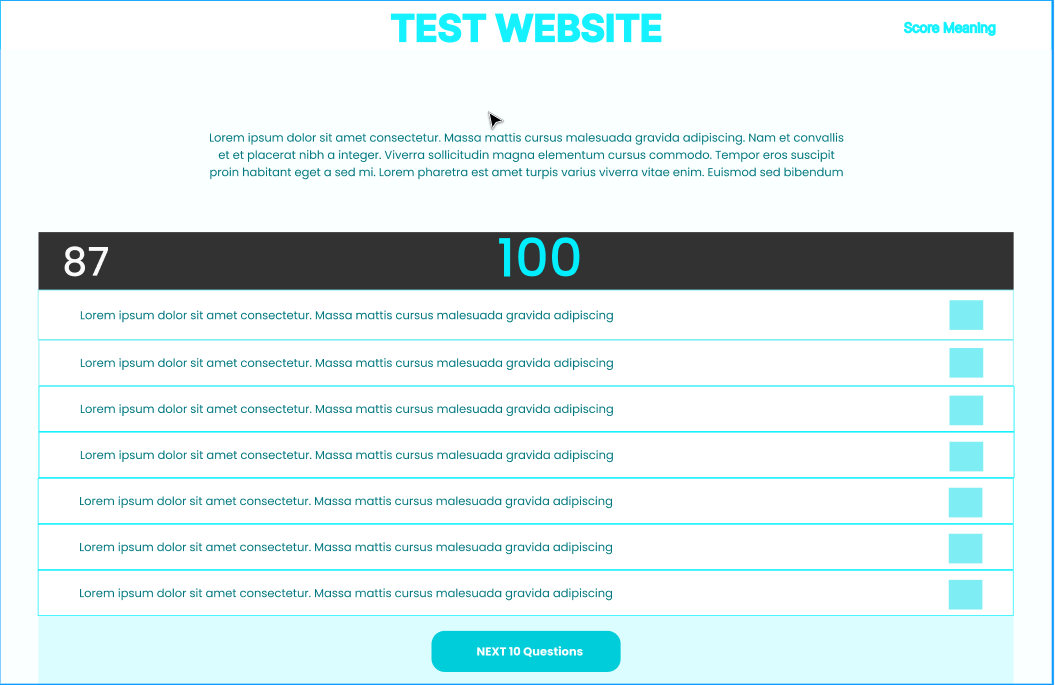 TEST WEBSITE
Score Meaning
Lorem ipsum dolor sit amet consectetur. Massa mattis cursus malesuada gravida adipiscing. Nam et convallis
et et placerat nibh a integer. Viverra sollicitudin magna elementum cursus commodo. Tempor eros suscipit
proin habitant eget a sed mi. Lorem pharetra est amet turpis varius viverra vitae enim. Euismod sed bibendum
87
100
Lorem ipsum dolor sit amet consectetur. Massa mattis cursus malesuada gravida adipiscing
Lorem ipsum dolor sit amet consectetur. Massa mattis cursus malesuada gravida adipiscing
Lorem ipsum dolor sit amet consectetur. Massa mattis cursus malesuada gravida adipiscing
Lorem ipsum dolor sit amet consectetur. Massa mattis cursus malesuada gravida adipiscing
Lorem ipsum dolor sit amet consectetur. Massa mattis cursus malesuada gravida adipiscing
Lorem ipsum dolor sit amet consectetur. Massa mattis cursus malesuada gravida adipiscing
Lorem ipsum dolor sit amet consectetur. Massa mattis cursus malesuada gravida adipiscing
NEXT 10 Questions